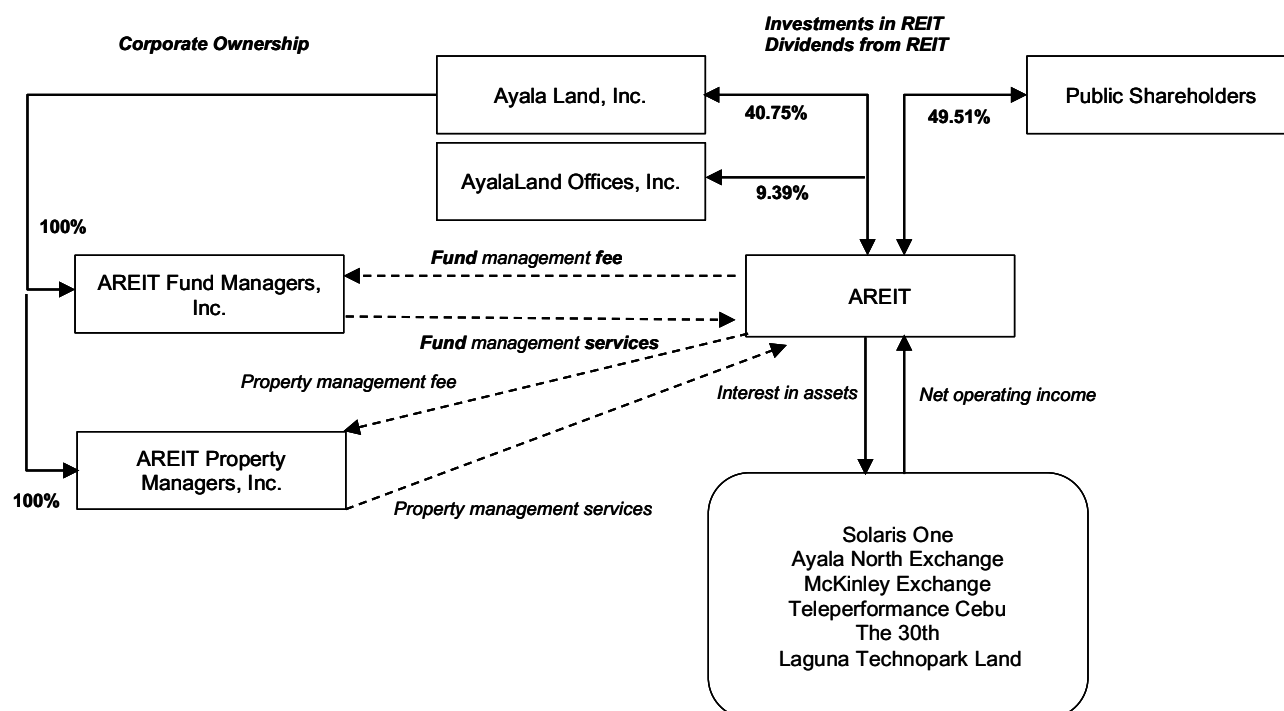 Corporate Ownership
Investments in REIT
Dividends from REIT
Ayala Land, Inc.
40.75%
49.51%
Public Shareholders
AyalaLand Offices, Inc.
9.39%
100%
Fund management fee
AREIT Fund Managers,
Inc.
AREIT
Fund management services
Property management fee
Interest in assets
Net operating income
AREIT Property
Managers, Inc.
100%
Property management services
Solaris One
Ayala North Exchange
McKinley Exchange
Teleperformance Cebu
The 30th
Laguna Technopark Land